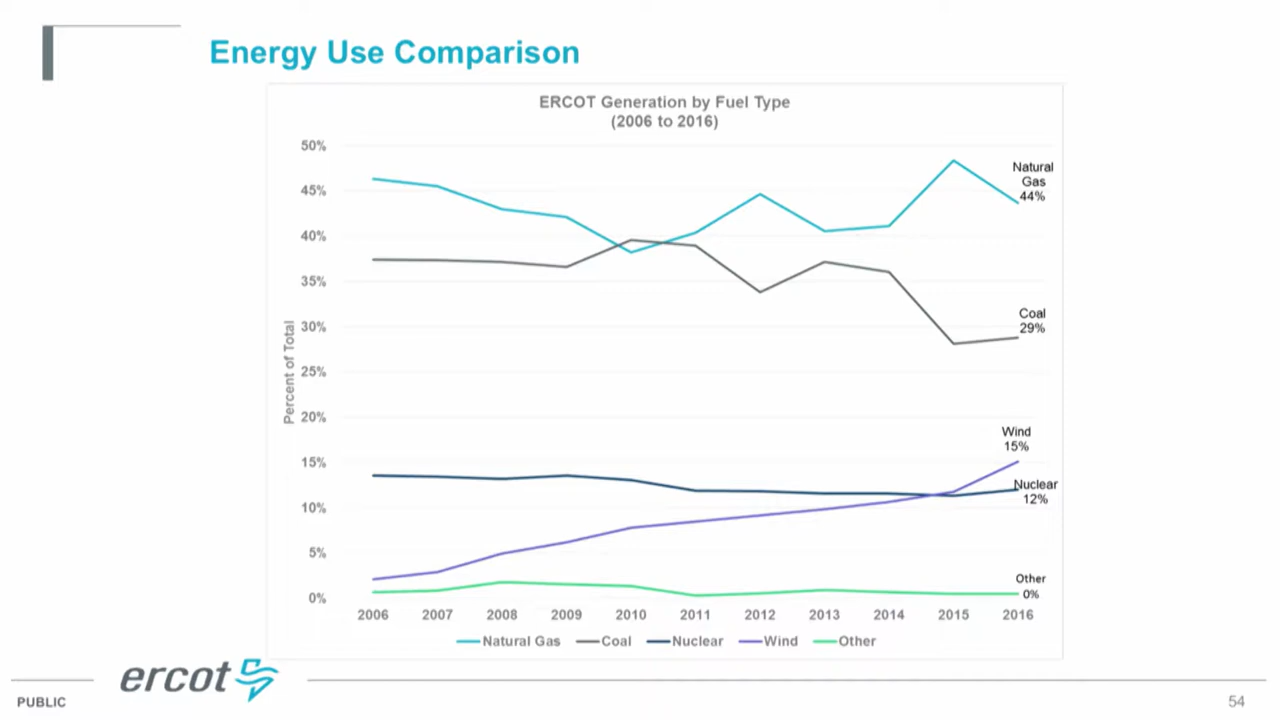 Energy Use Comparison
ERCOT Generation by Fuel Type
(2006 to 2016)
Percent of Total
50%
45%
40%
35%
30%
25%
20%
15%
10%
5%
0%
Natural
Gas
44%
Coal
29%
Wind
15%
Nuclear
12%
Other
0%
2006 2007 2008 2009 2010 2011 2012 2013 2014 2015 2016
Natural Gas Coal Nuclear Wind Other
ercot
PUBLIC
54